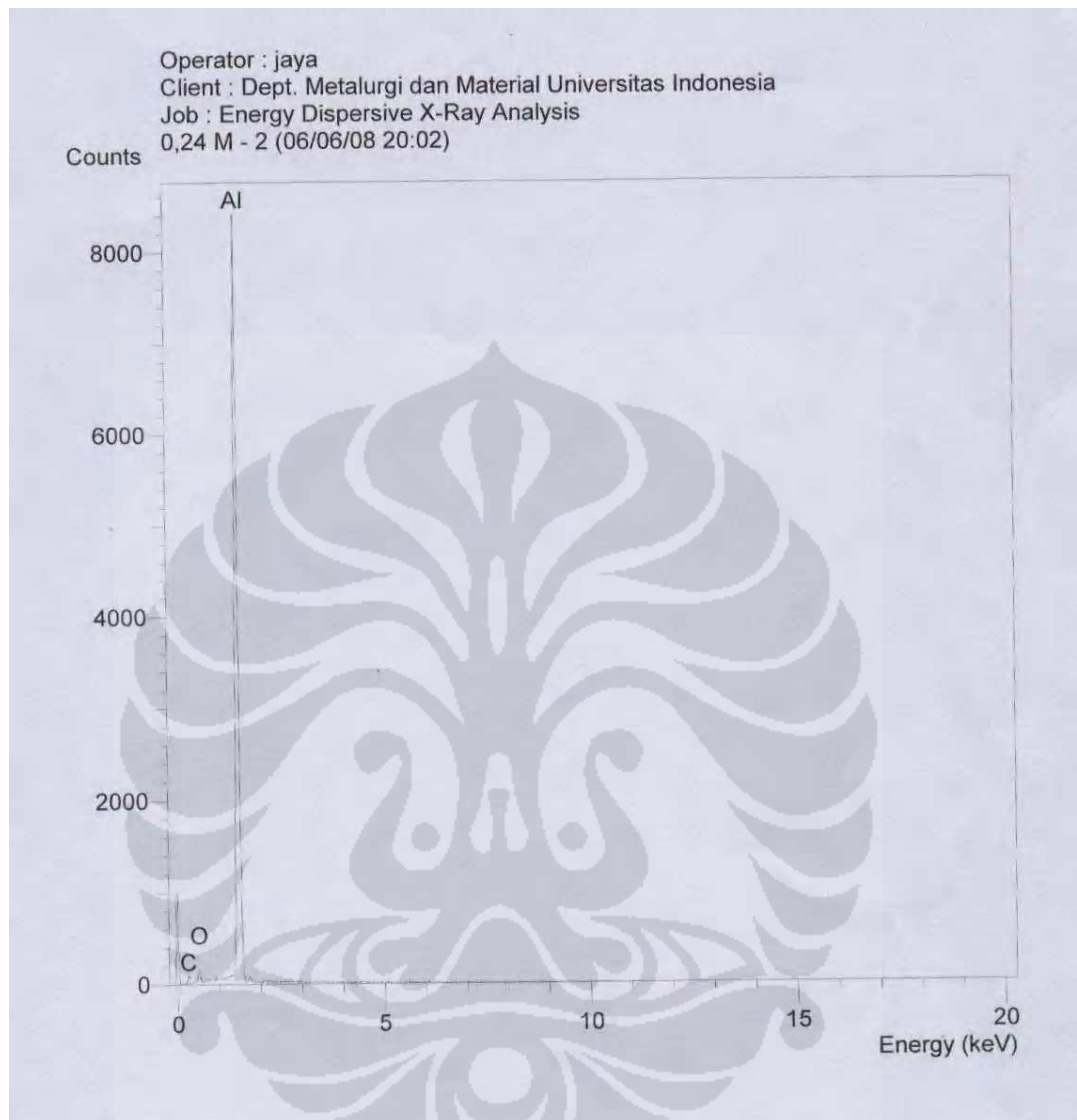 Operator : jaya
Client : Dept. Metalurgi dan Material Universitas Indonesia
Job : Energy Dispersive X-Ray Analysis
0,24 M - 2 (06/06/08 20:02)
Counts
Al
8000
6000
4000
2000
O
C
0
0 5 10 15 20
Energy (keV)